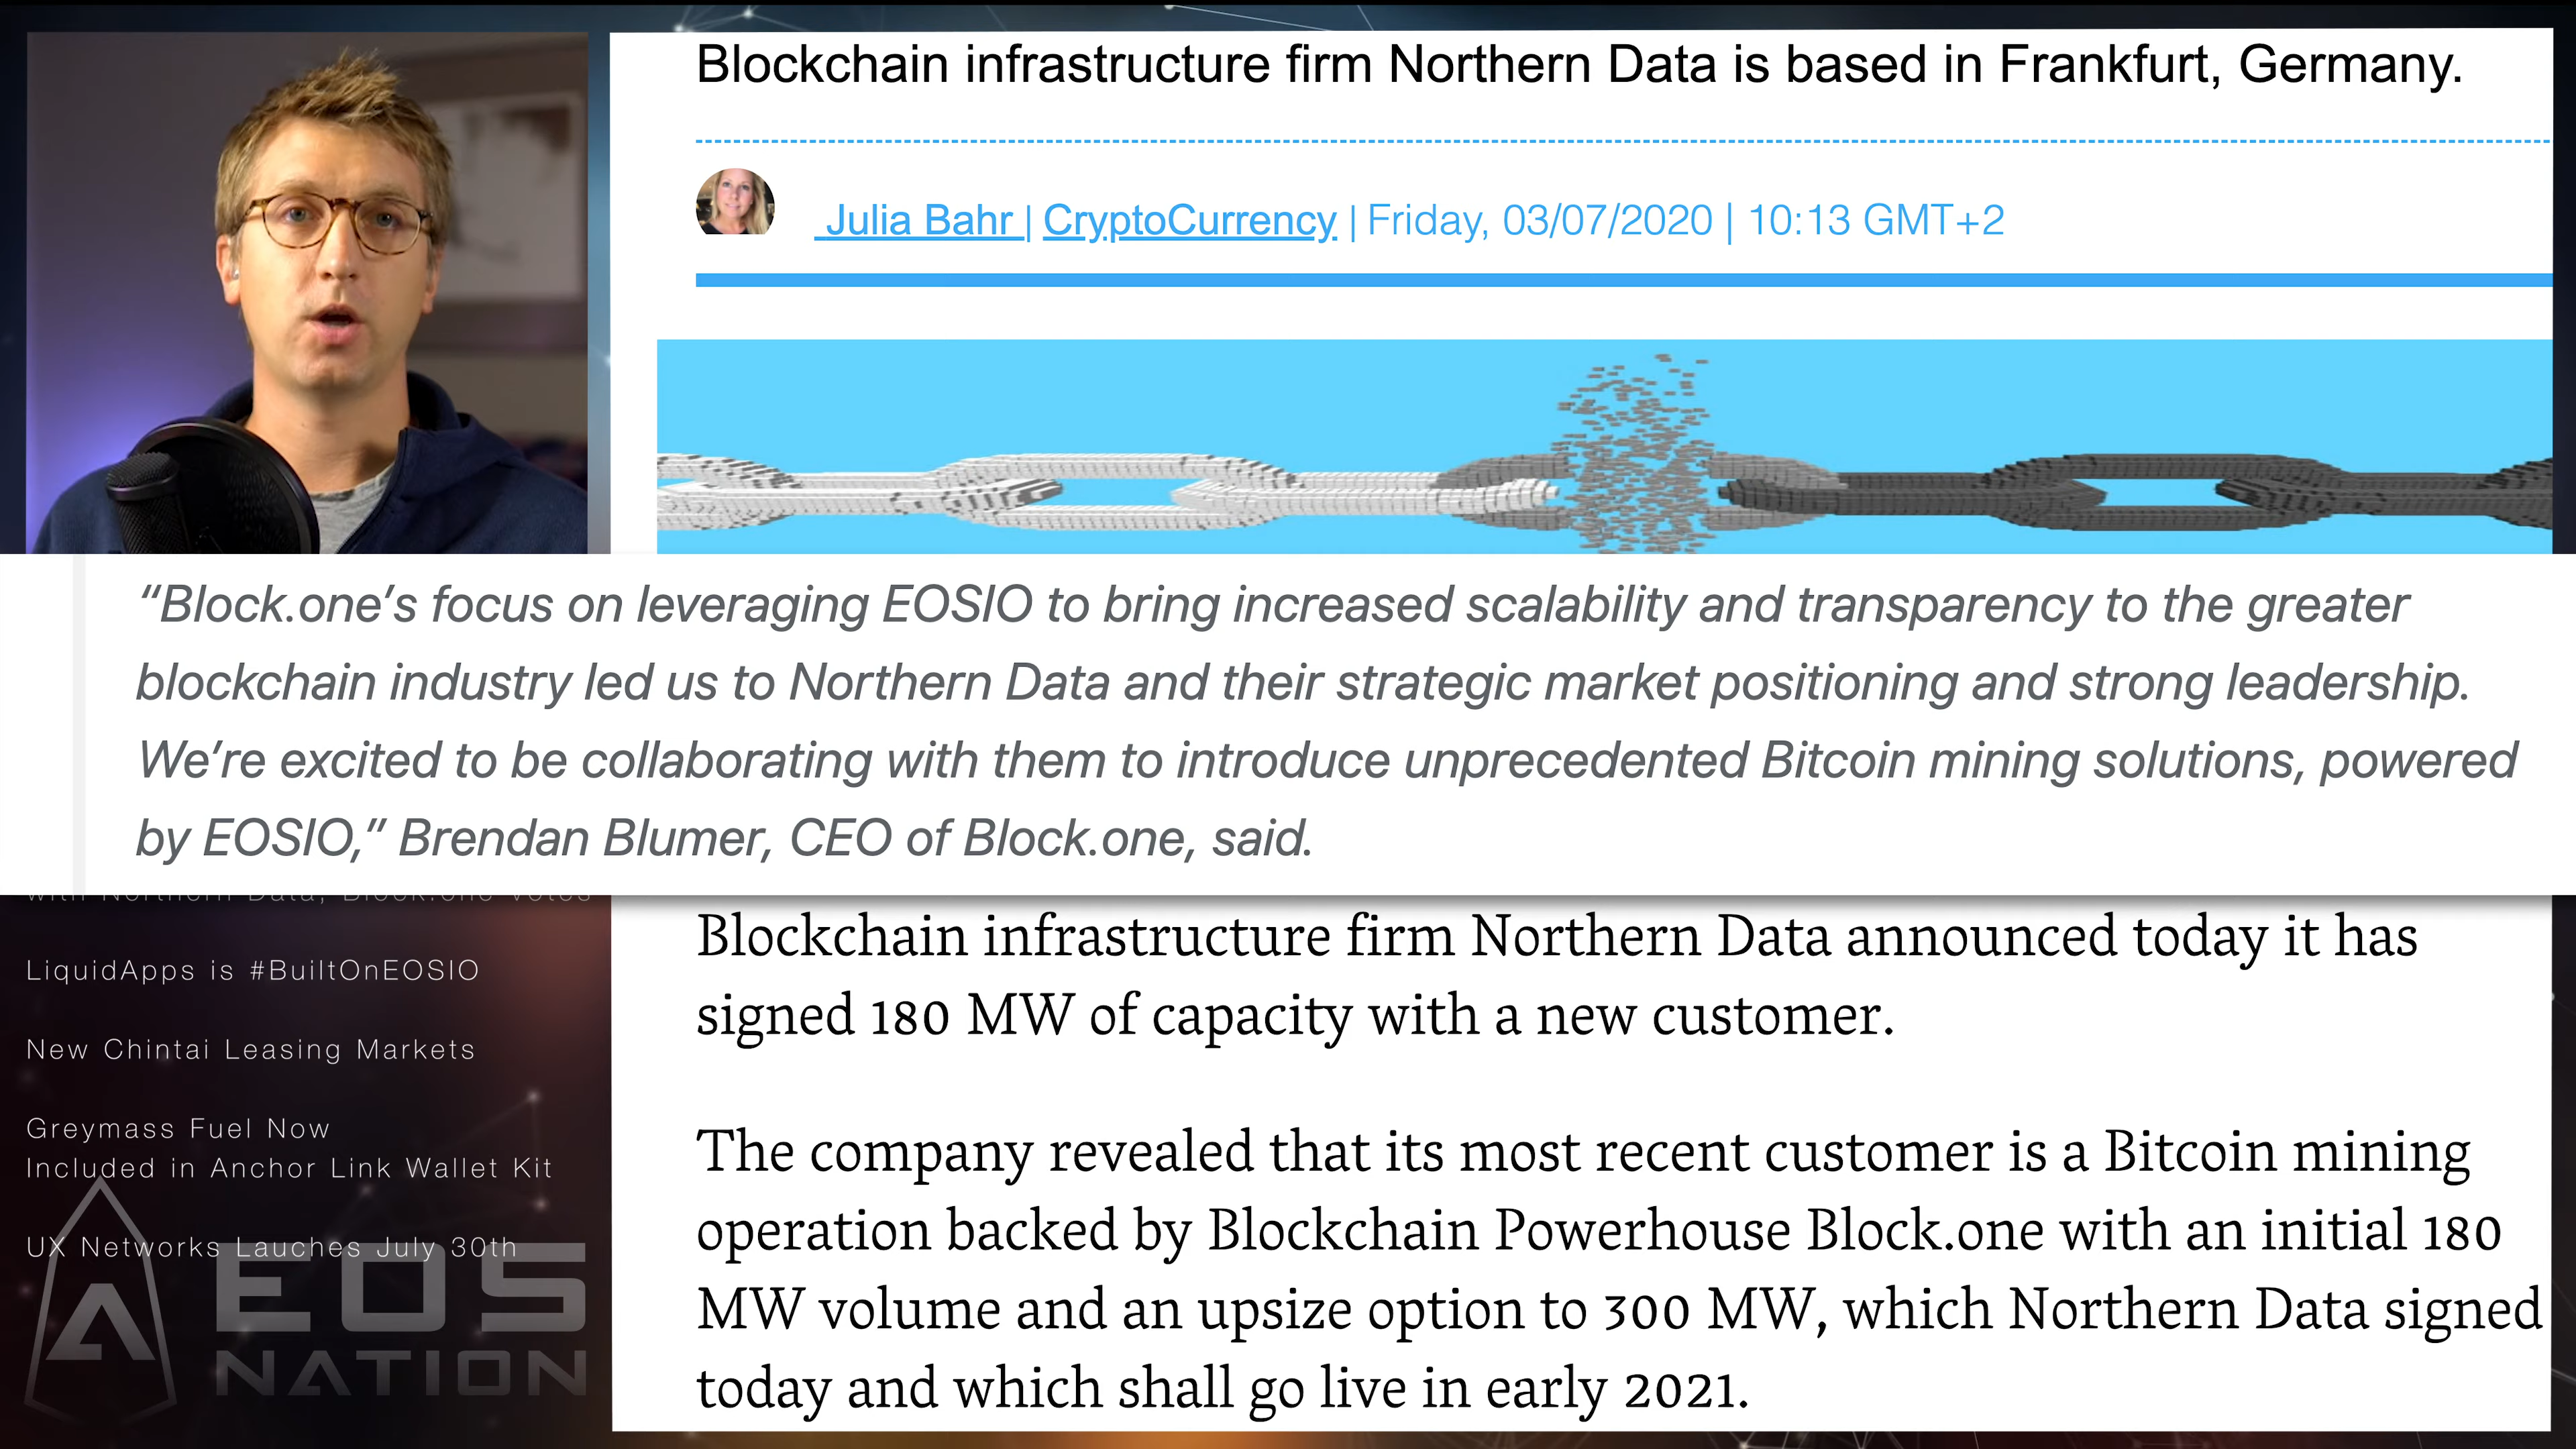 Blockchain infrastructure firm Northern Data is based in Frankfurt, Germany.
Julia Bahr | CryptoCurrency | Friday, 03/07/2020 | 10:13 GMT+2
“Block.one’s focus on leveraging EOSIO to bring increased scalability and transparency to the greater
blockchain industry led us to Northern Data and their strategic market positioning and strong leadership.
We’re excited to be collaborating with them to introduce unprecedented Bitcoin mining solutions, powered
by EOSIO,” Brendan Blumer, CEO of Block.one, said.
with Northern Data, Block.one Votes
LiquidApps is #BuiltOnEOSIO
New Chintai Leasing Markets
Greymass Fuel Now
Included in Anchor Link Wallet Kit
UX Networks Lauches July 30th
EOS
NATION
Blockchain infrastructure firm Northern Data announced today it has
signed 180 MW of capacity with a new customer.
The company revealed that its most recent customer is a Bitcoin mining
operation backed by Blockchain Powerhouse Block.one with an initial 180
MW volume and an upsize option to 300 MW, which Northern Data signed
today and which shall go live in early 2021.